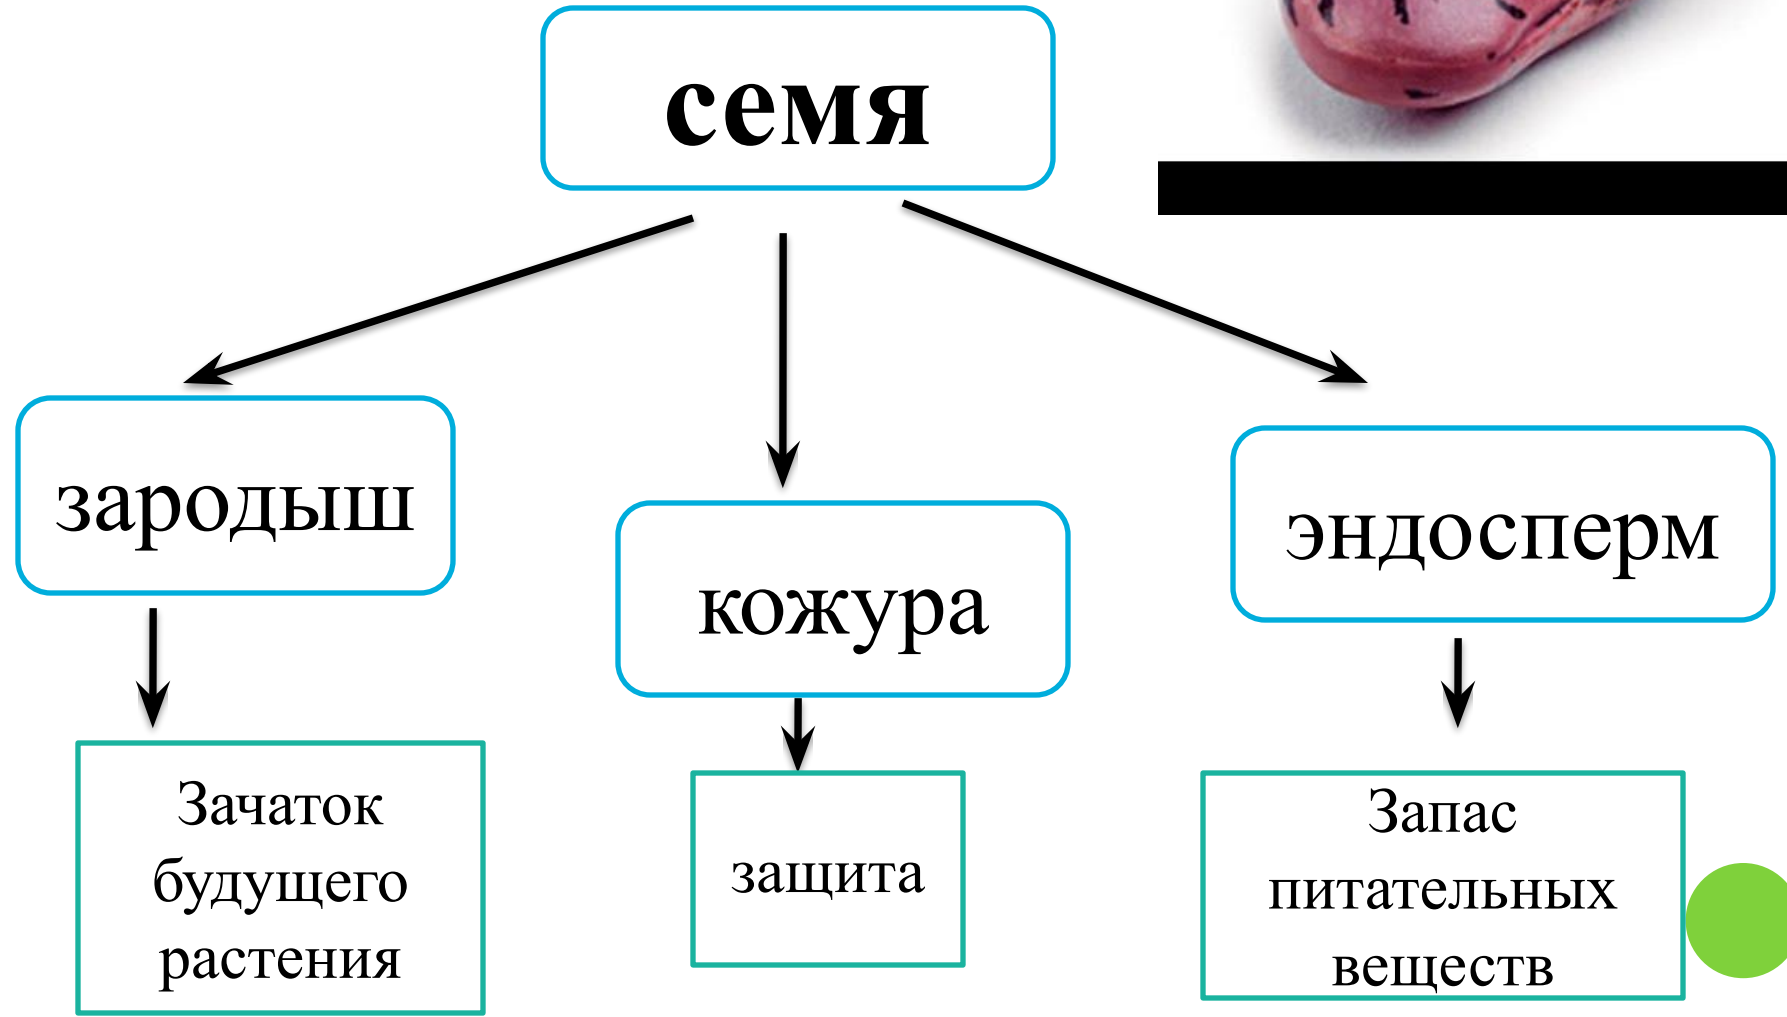 семя
зародыш
кожура
эндосперм
Зачаток
будущего
растения
защита
Запас
питательных
веществ